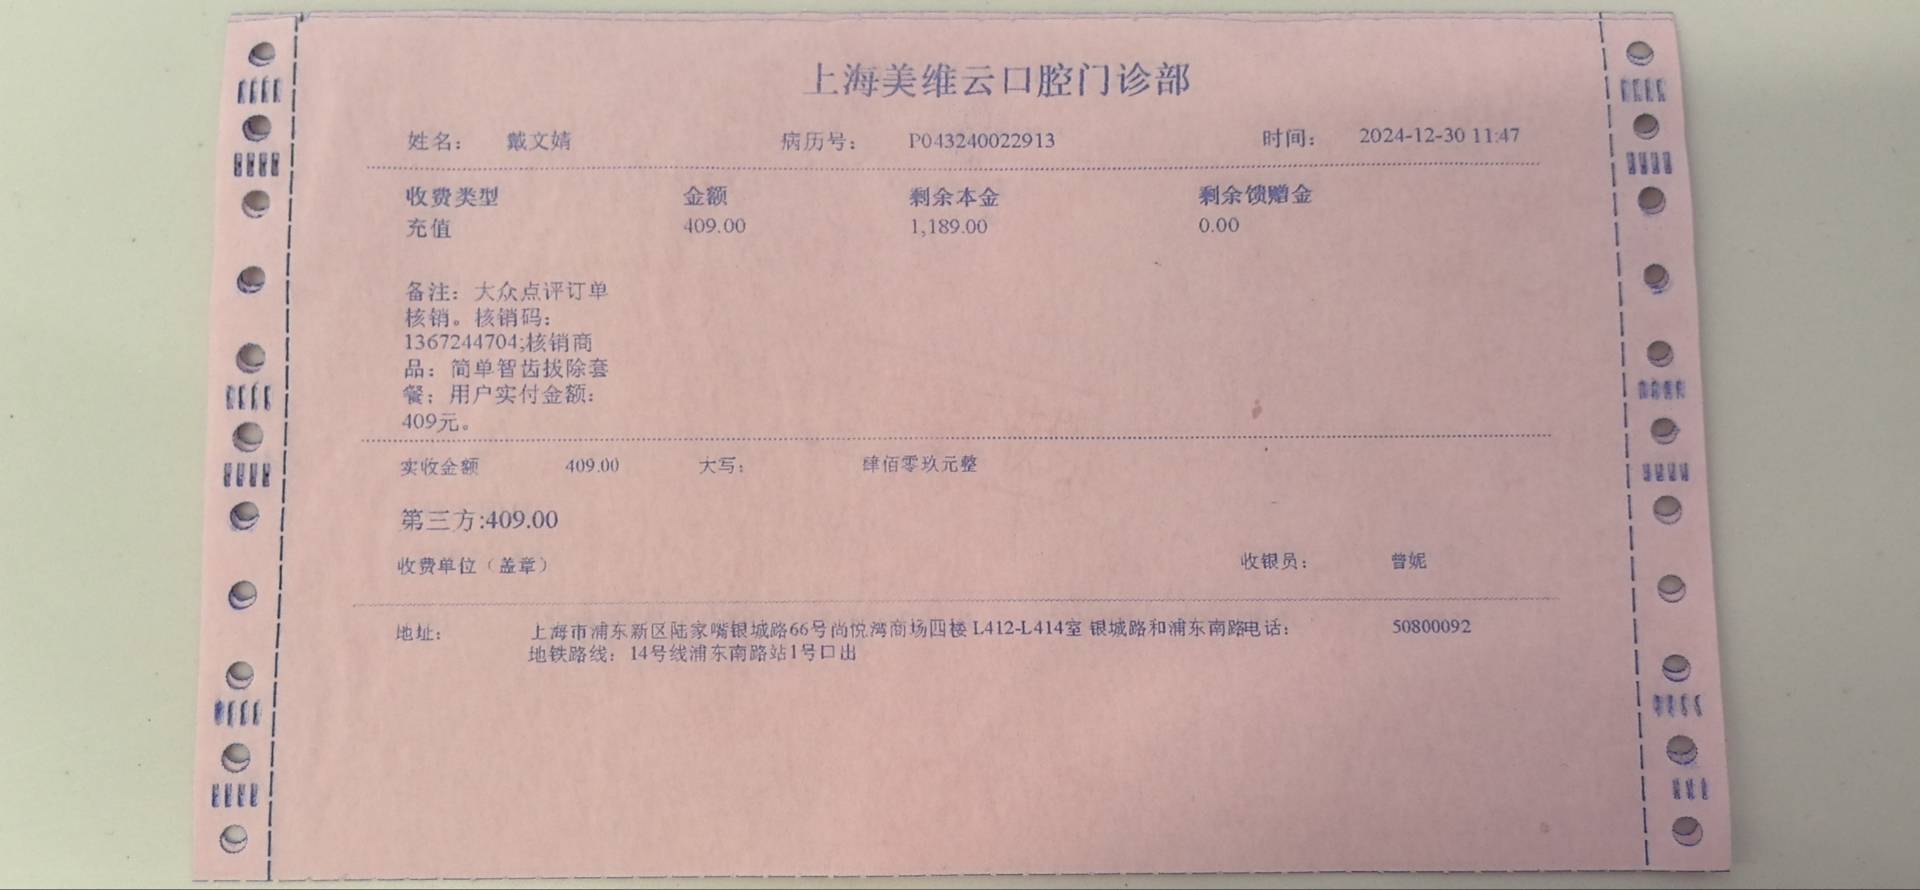 上海美维云口腔门诊部
姓名： 戴文婧 病历号： P043240022913 时间： 2024-12-30 11:47
收费类型 金额 剩余本金 剩余馈赠金
充值 409.00 1,189.00 0.00
备注：大众点评订单
核销。核销码：
1367244704;核销商
品：简单智齿拔除套
餐；用户实付金额：
409元。
实收金额 409.00 大写： 肆佰零玖元整
第三方:409.00
收费单位（盖章） 收银员： 曾妮
地址： 上海市浦东新区陆家嘴银城路66号尚悦湾商场四楼 L412-L414室 银城路和浦东南路电话： 50800092
地铁路线：14号线浦东南路站1号口出